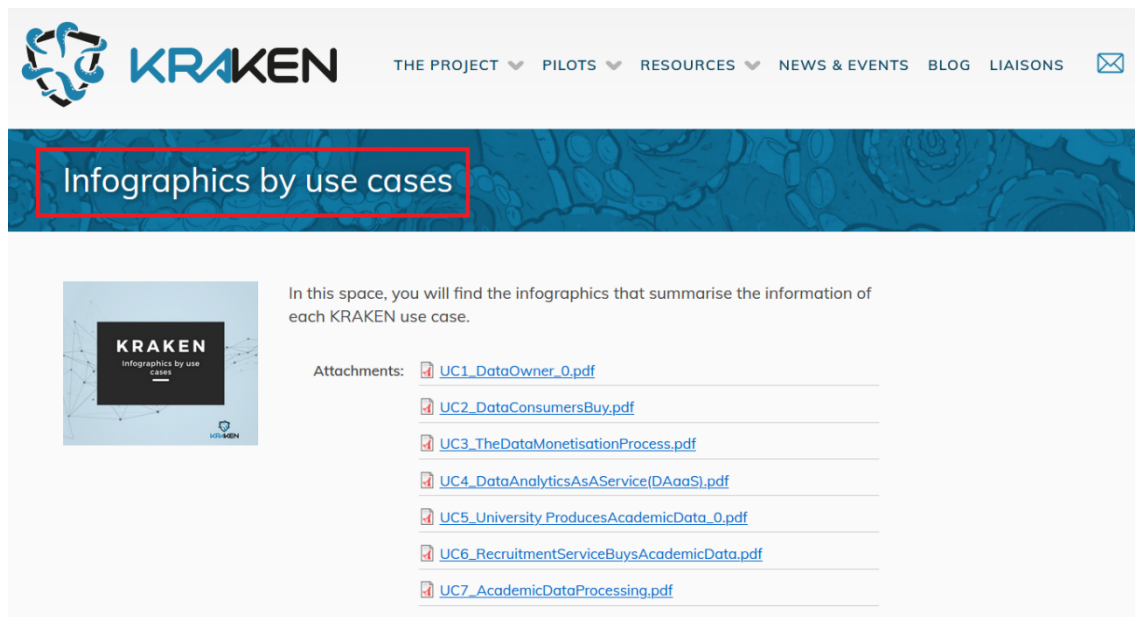 KRAKEN
THE PROJECT PILOTS RESOURCES NEWS & EVENTS BLOG LIAISONS
Infographics by use cases
KRAKEN
Infographics by use
cases
KRAKEN
In this space, you will find the infographics that summarise the information of
each KRAKEN use case.
Attachments: UC1_DataOwner_0.pdf
UC2_DataConsumersBuy.pdf
UC3_TheDataMonetisationProcess.pdf
UC4_DataAnalyticsAsAService(DAaaS).pdf
UC5_University ProducesAcademicData_0.pdf
UC6_RecruitmentServiceBuysAcademicData.pdf
UC7_AcademicDataProcessing.pdf